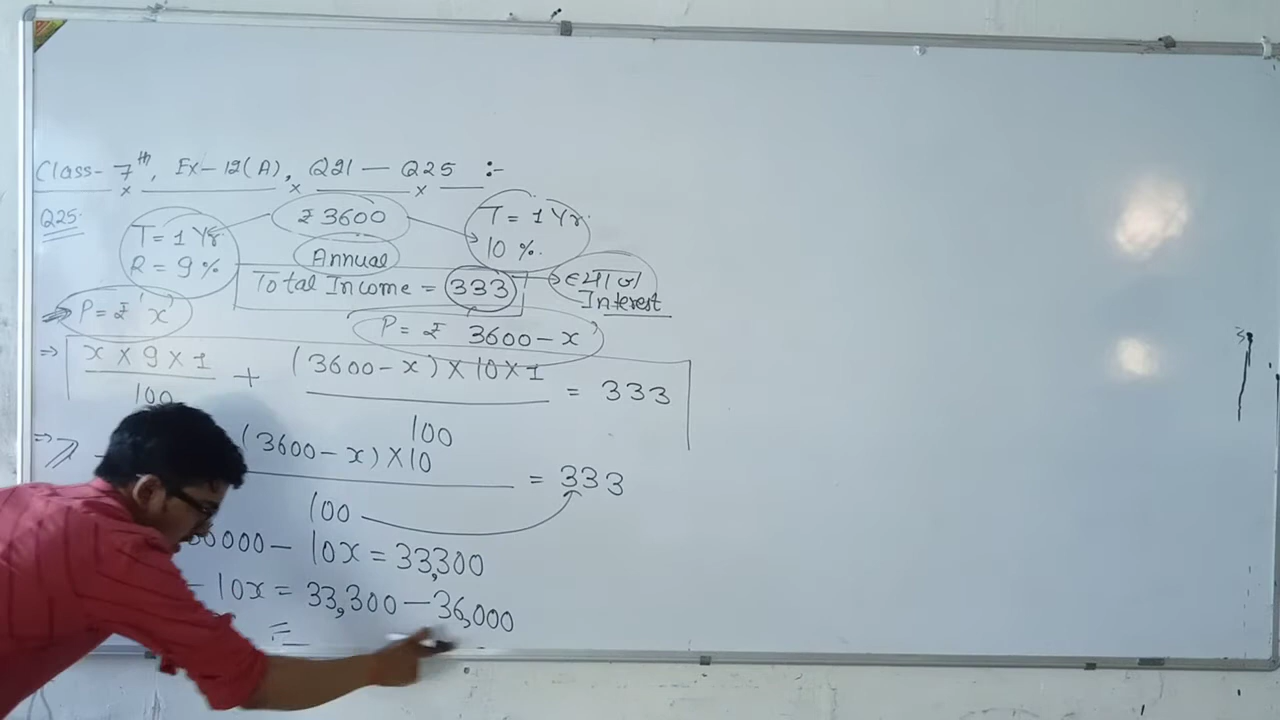 Class-7th, Ex-12(A), Q21 — Q25 :-
Q25.
₹3600
T = 1 Yr
R = 9 %
T = 1 Yr.
10 %.
Annual
Total Income = 333
Interest
P = ₹ 'x'
P = ₹ 3600 - x
⇒ x × 9 × 1 / 100 + (3600 - x) × 10 × 1 / 100 = 333
⇒ (3600 - x) × 10 / 100 = 333
000 - 10x = 33,300
- 10x = 33,300 - 36,000
=